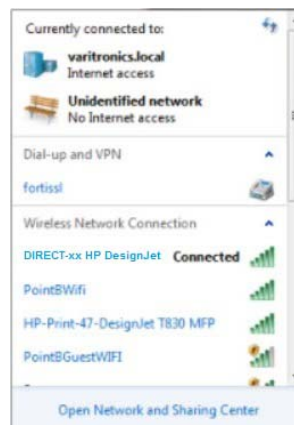 Currently connected to:
varitronics.local
Internet access
Unidentified network
No Internet access
Dial-up and VPN
fortissl
Wireless Network Connection
DIRECT-xx HP DesignJet Connected
PointBWifi
HP-Print-47-DesignJet T830 MFP
PointBGuestWIFI
Open Network and Sharing Center